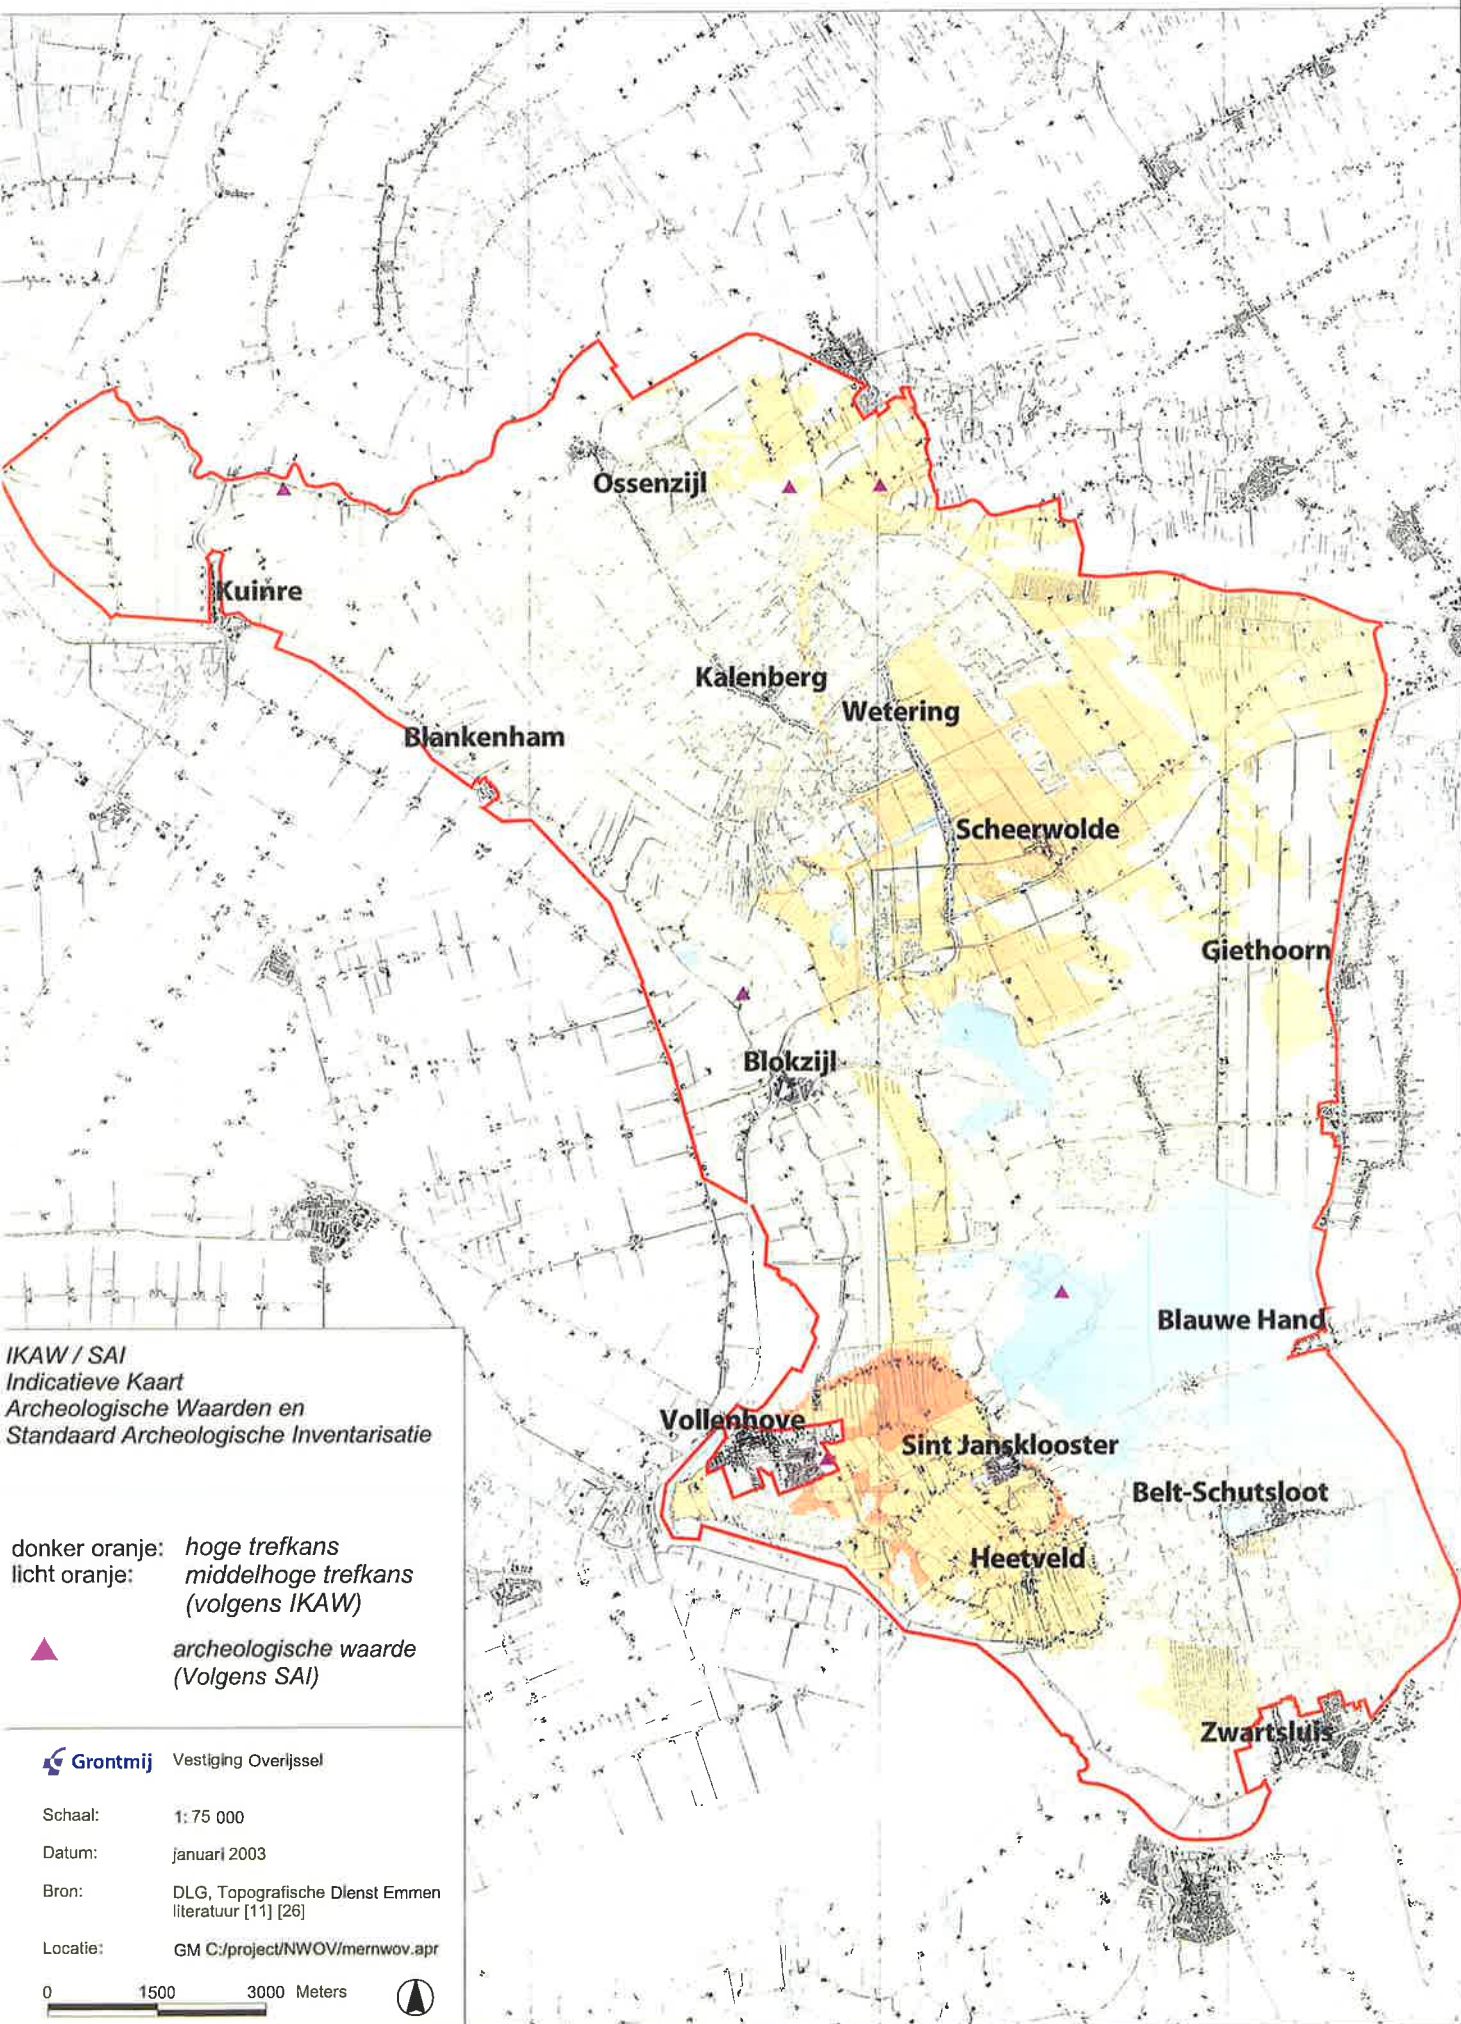 Ossenzijl
Kuinre
Kalenberg
Wetering
Blankenham
Scheerwolde
Giethoorn
Blokzijl
Blauwe Hand
Vollenhove
Sint Jansklooster
Belt-Schutsloot
Heetveld
Zwartsluis
IKAW / SAI
Indicatieve Kaart
Archeologische Waarden en
Standaard Archeologische Inventarisatie
donker oranje: hoge trefkans
licht oranje: middelhoge trefkans
(volgens IKAW)
archeologische waarde
(Volgens SAI)
Grontmij Vestiging Overijssel
Schaal: 1: 75 000
Datum: januari 2003
Bron: DLG, Topografische Dienst Emmen
literatuur [11] [26]
Locatie: GM C:/project/NWOV/mernwov.apr
0 1500 3000 Meters